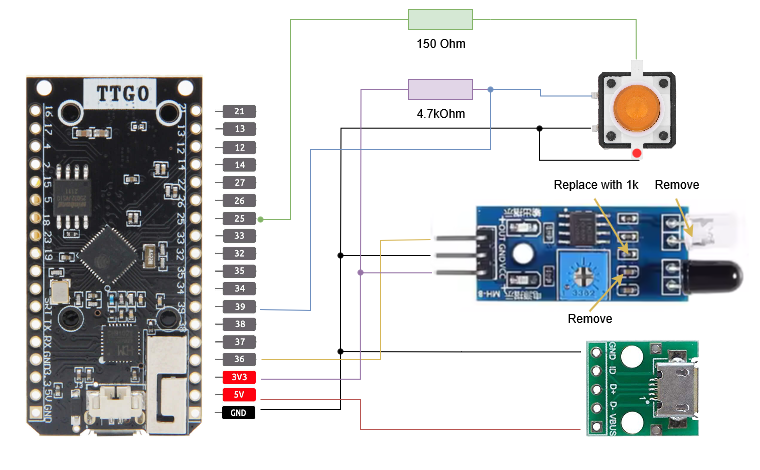 150 Ohm
4.7kOhm
TTGO
21
13
12
14
27
26
25
33
32
35
34
39
38
37
36
3V3
5V
GND
16
17
4
2
15
5
18
23
19
TX
RX
GND
3.3
5V
GND
21
13
12
14
27
26
25
33
32
35
34
39
Replace with 1k
Remove
Remove
OUT
GND
VCC
MH-B
3362
GND
ID
D+
D-
VBUS
1